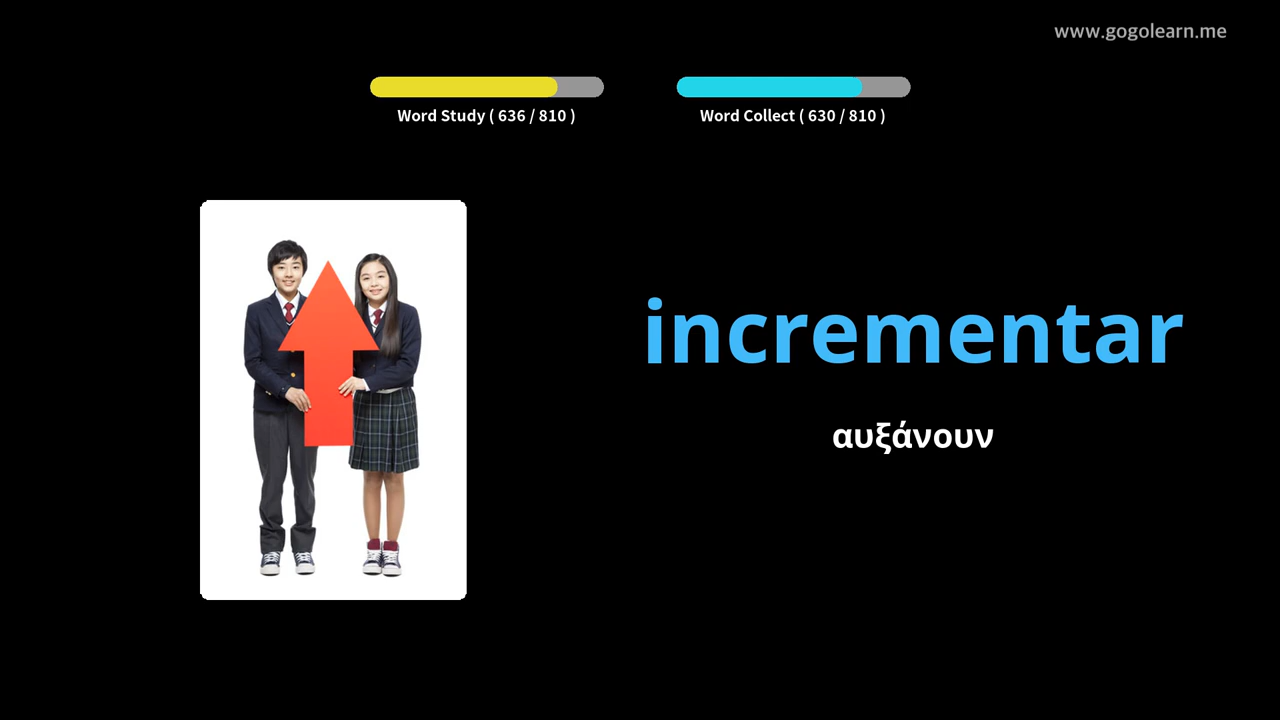 www.gogolearn.me
Word Study ( 636 / 810 )
Word Collect ( 630 / 810 )
incrementar
αυξάνουν